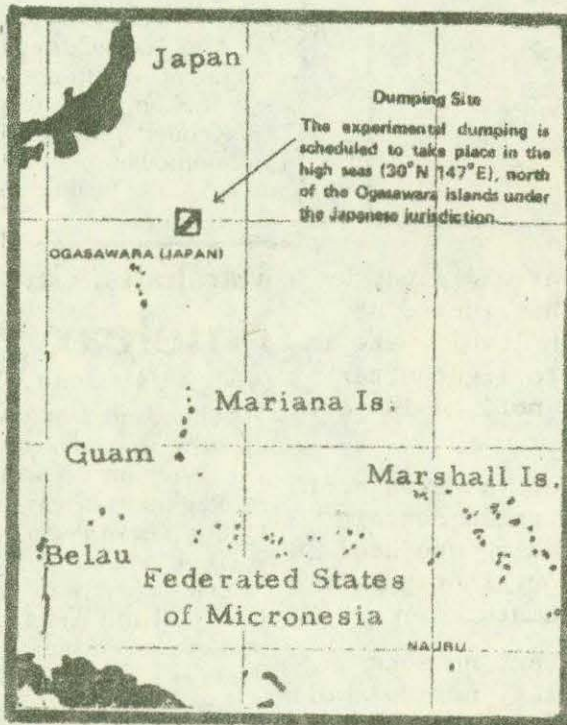 Japan
Dumping Site
The experimental dumping is
scheduled to take place in the
high seas (30°N 147°E), north
of the Ogasawara islands under
the Japanese jurisdiction.
OGASAWARA (JAPAN)
Mariana Is.
Guam
Marshall Is.
Belau
Federated States
of Micronesia
NAURU